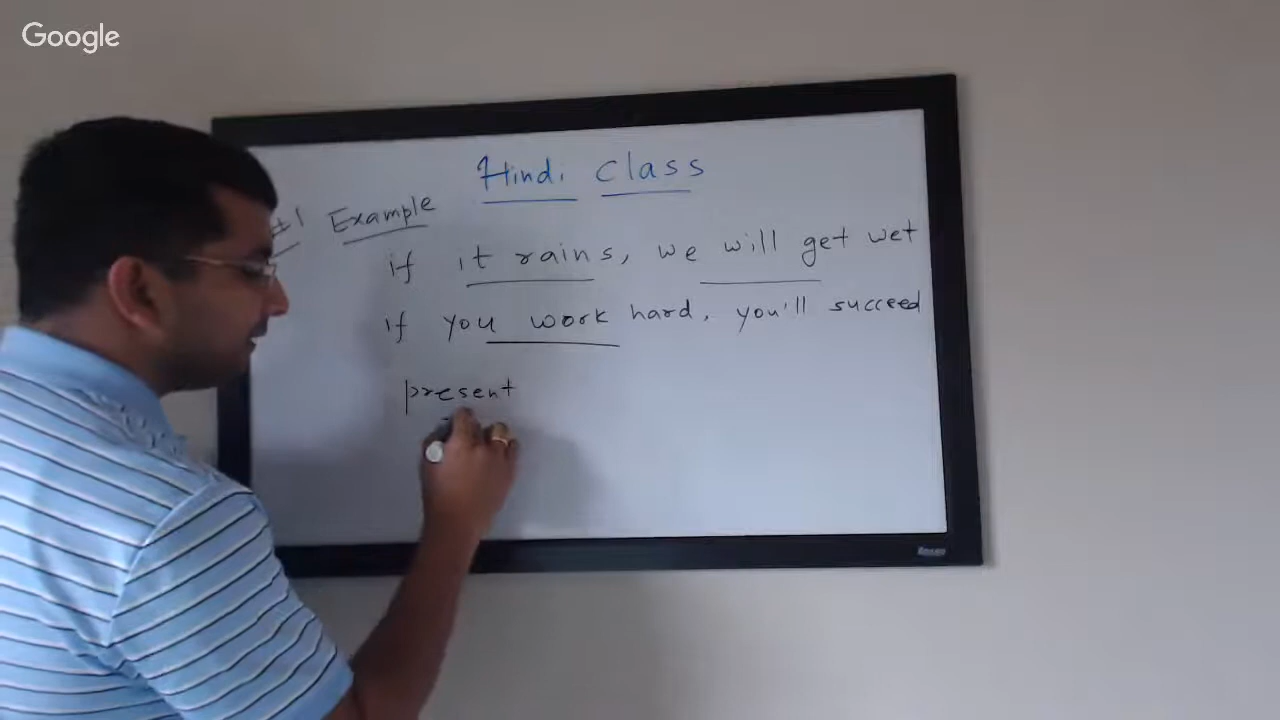 Google
Hindi Class
Example
if it rains, we will get wet
if you work hard, you'll succeed
present